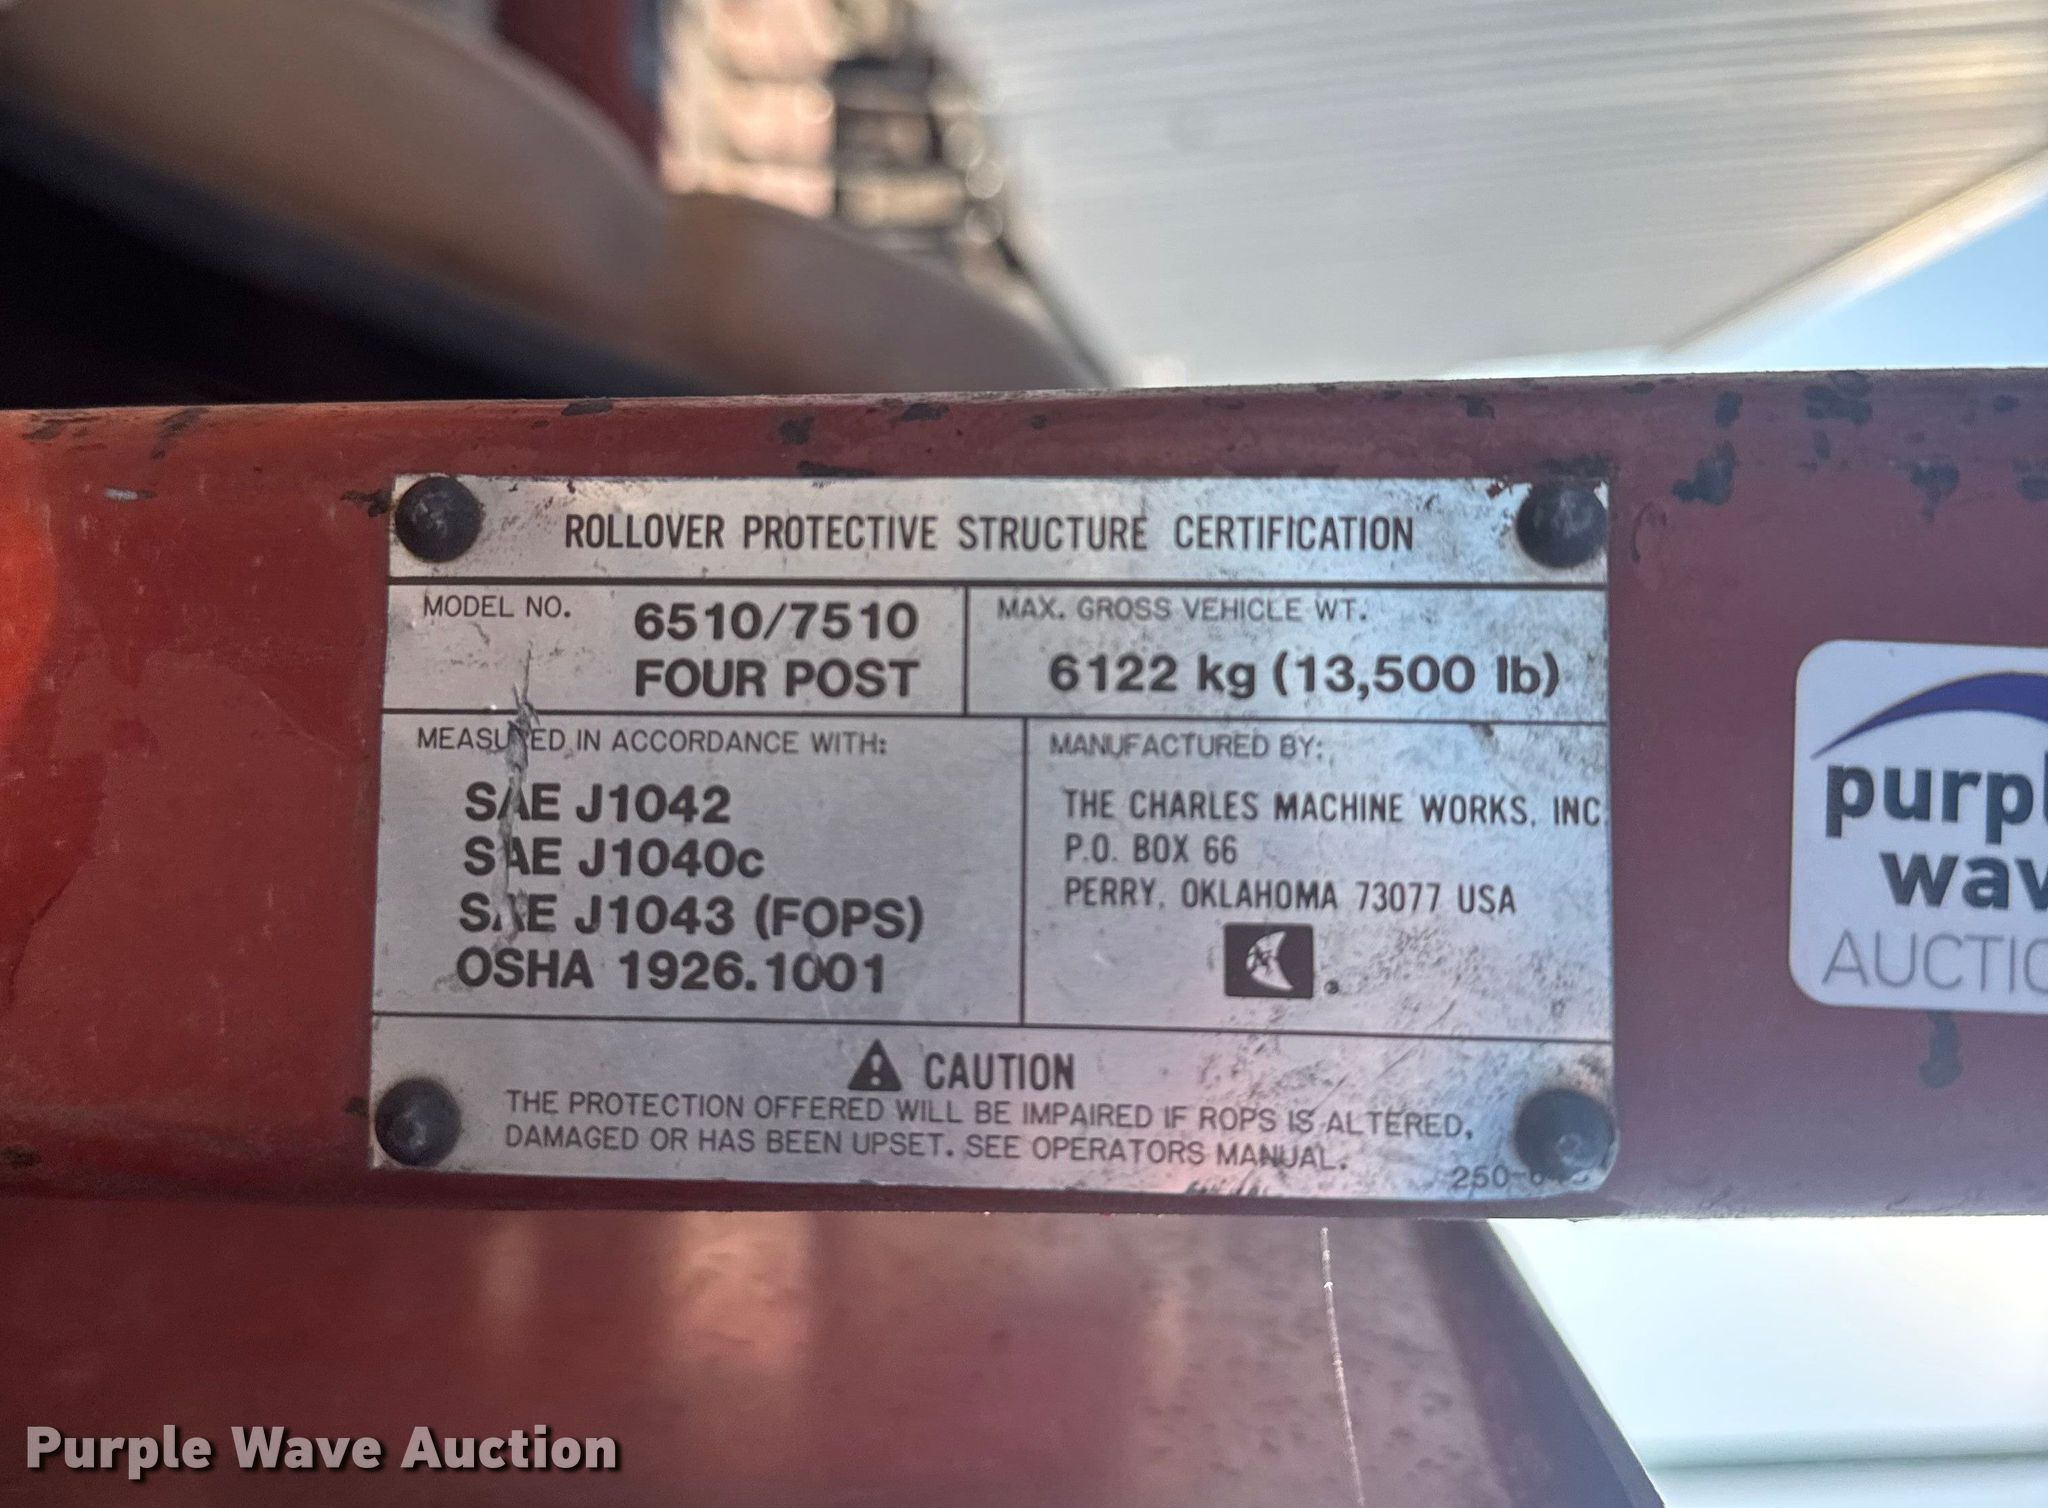 ROLLOVER PROTECTIVE STRUCTURE CERTIFICATION
MODEL NO. 6510/7510
FOUR POST
MAX. GROSS VEHICLE WT.
6122 kg (13,500 lb)
MEASURED IN ACCORDANCE WITH:
SAE J1042
SAE J1040c
SAE J1043 (FOPS)
OSHA 1926.1001
MANUFACTURED BY:
THE CHARLES MACHINE WORKS, INC.
P.O. BOX 66
PERRY, OKLAHOMA 73077 USA
CAUTION
THE PROTECTION OFFERED WILL BE IMPAIRED IF ROPS IS ALTERED,
DAMAGED OR HAS BEEN UPSET. SEE OPERATORS MANUAL.
purpl
wav
AUCTIO
Purple Wave Auction